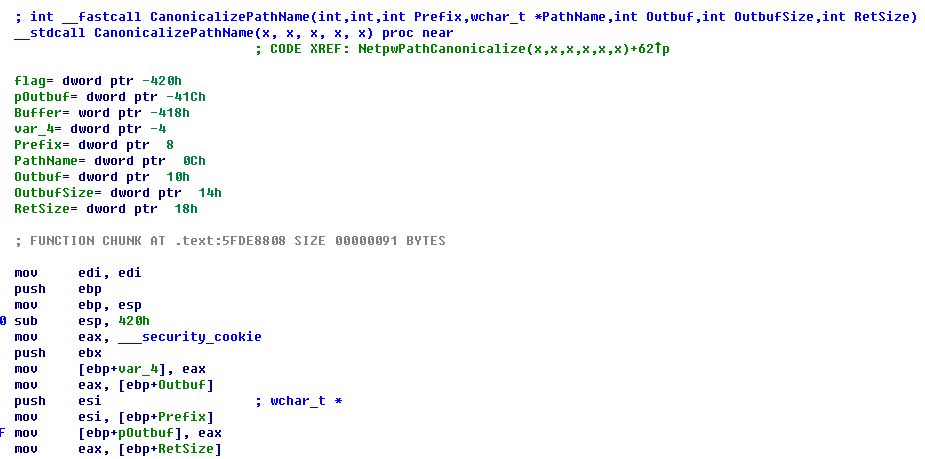 ; int __fastcall CanonicalizePathName(int,int,int Prefix,wchar_t *PathName,int Outbuf,int OutbufSize,int RetSize)
__stdcall CanonicalizePathName(x, x, x, x, x) proc near
; CODE XREF: NetpwPathCanonicalize(x,x,x,x,x,x)+62↑p
flag= dword ptr -420h
pOutbuf= dword ptr -41Ch
Buffer= word ptr -418h
var_4= dword ptr -4
Prefix= dword ptr  8
PathName= dword ptr  0Ch
Outbuf= dword ptr  10h
OutbufSize= dword ptr  14h
RetSize= dword ptr  18h
; FUNCTION CHUNK AT .text:5FDE8808 SIZE 00000091 BYTES
mov     edi, edi
push    ebp
mov     ebp, esp
0 sub     esp, 420h
mov     eax, ___security_cookie
push    ebx
mov     [ebp+var_4], eax
mov     eax, [ebp+Outbuf]
push    esi             ; wchar_t *
mov     esi, [ebp+Prefix]
F mov     [ebp+pOutbuf], eax
mov     eax, [ebp+RetSize]